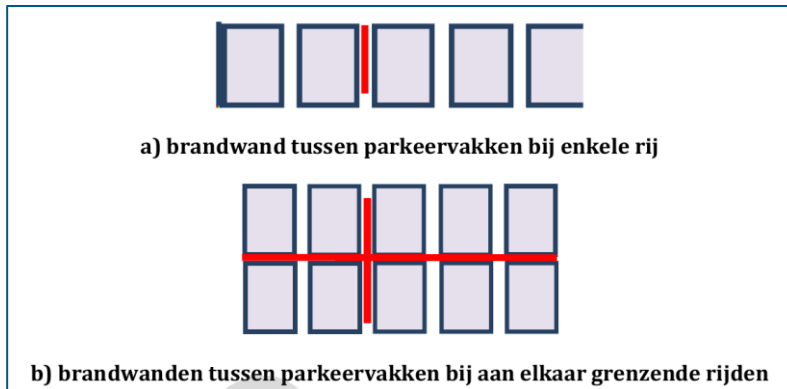 a) brandwand tussen parkeervakken bij enkele rij
b) brandwanden tussen parkeervakken bij aan elkaar grenzende rijden